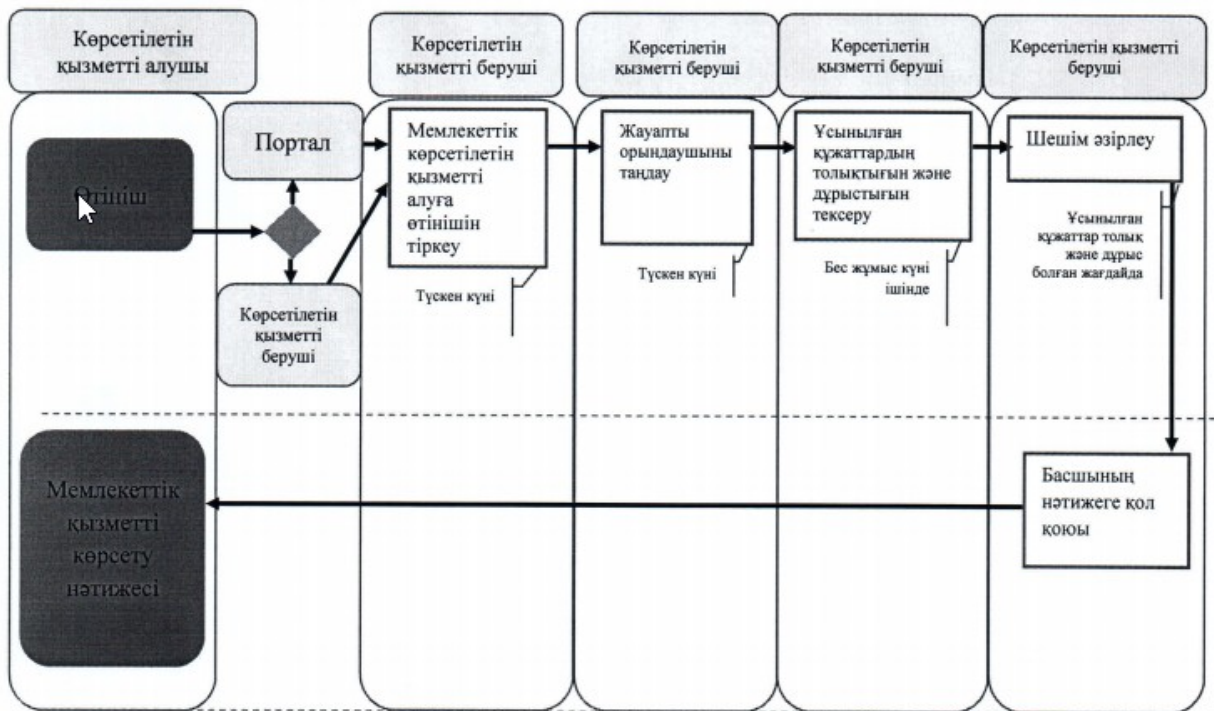 Көрсетілетін
қызметті алушы
Көрсетілетін
қызметті беруші
Көрсетілетін
қызметті беруші
Көрсетілетін
қызметті беруші
Көрсетілетін қызметті
беруші
Өтініш
Портал
Көрсетілетін
қызметті
беруші
Мемлекеттік
көрсетілетін
қызметті
алуға
өтінішін
тіркеу
Түскен күні
Жауапты
орындаушыны
таңдау
Түскен күні
Ұсынылған
құжаттардың
толықтығын және
дұрыстығын
тексеру
Бес жұмыс күні
ішінде
Шешім әзірлеу
Ұсынылған
құжаттар толық
және дұрыс
болған жағдайда
Мемлекеттік
қызметті
көрсету
нәтижесі
Басшының
нәтижеге қол
қоюы